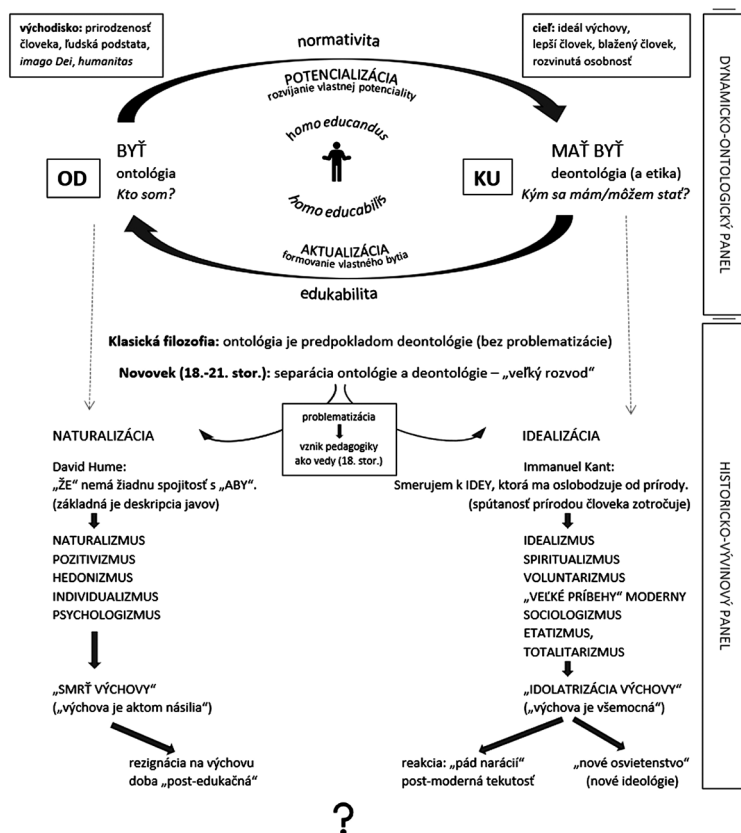 východisko: prirodzenosť
človeka, ľudská podstata,
imago Dei, humanitas
normativita
cieľ: ideál výchovy,
lepší človek, blažený človek,
rozvinutá osobnosť
POTENCIALIZÁCIA
rozvíjanie vlastnej potenciality
homo educandus
OD
BYŤ
ontológia
Kto som?
KU
MAŤ BYŤ
deontológia (a etika)
Kým sa mám/môžem stať?
homo educabilis
AKTUALIZÁCIA
formovanie vlastného bytia
edukabilita
DYNAMICKO-ONTOLOGICKÝ PANEL
Klasická filozofia: ontológia je predpokladom deontológie (bez problematizácie)
Novovek (18.-21. stor.): separácia ontológie a deontológie – „veľký rozvod“
problematizácia
vznik pedagogiky
ako vedy (18. stor.)
NATURALIZÁCIA
David Hume:
„ŽE“ nemá žiadnu spojitosť s „ABY“.
(základná je deskripcia javov)
NATURALIZMUS
POZITIVIZMUS
HEDONIZMUS
INDIVIDUALIZMUS
PSYCHOLOGIZMUS
„SMRŤ VÝCHOVY“
(„výchova je aktom násilia“)
rezignácia na výchovu
doba „post-edukačná“
IDEALIZÁCIA
Immanuel Kant:
Smerujem k IDEY, ktorá ma oslobodzuje od prírody.
(spútanosť prírodou človeka zotročuje)
IDEALIZMUS
SPIRITUALIZMUS
VOLUNTARIZMUS
„VEĽKÉ PRÍBEHY“ MODERNY
SOCIOLOGIZMUS
ETATIZMUS,
TOTALITARIZMUS
„IDOLATRIZÁCIA VÝCHOVY“
(„výchova je všemocná“)
reakcia: „pád narácií“
post-moderná tekutosť
„nové osvietenstvo“
(nové ideológie)
HISTORICKO-VÝVINOVÝ PANEL
?